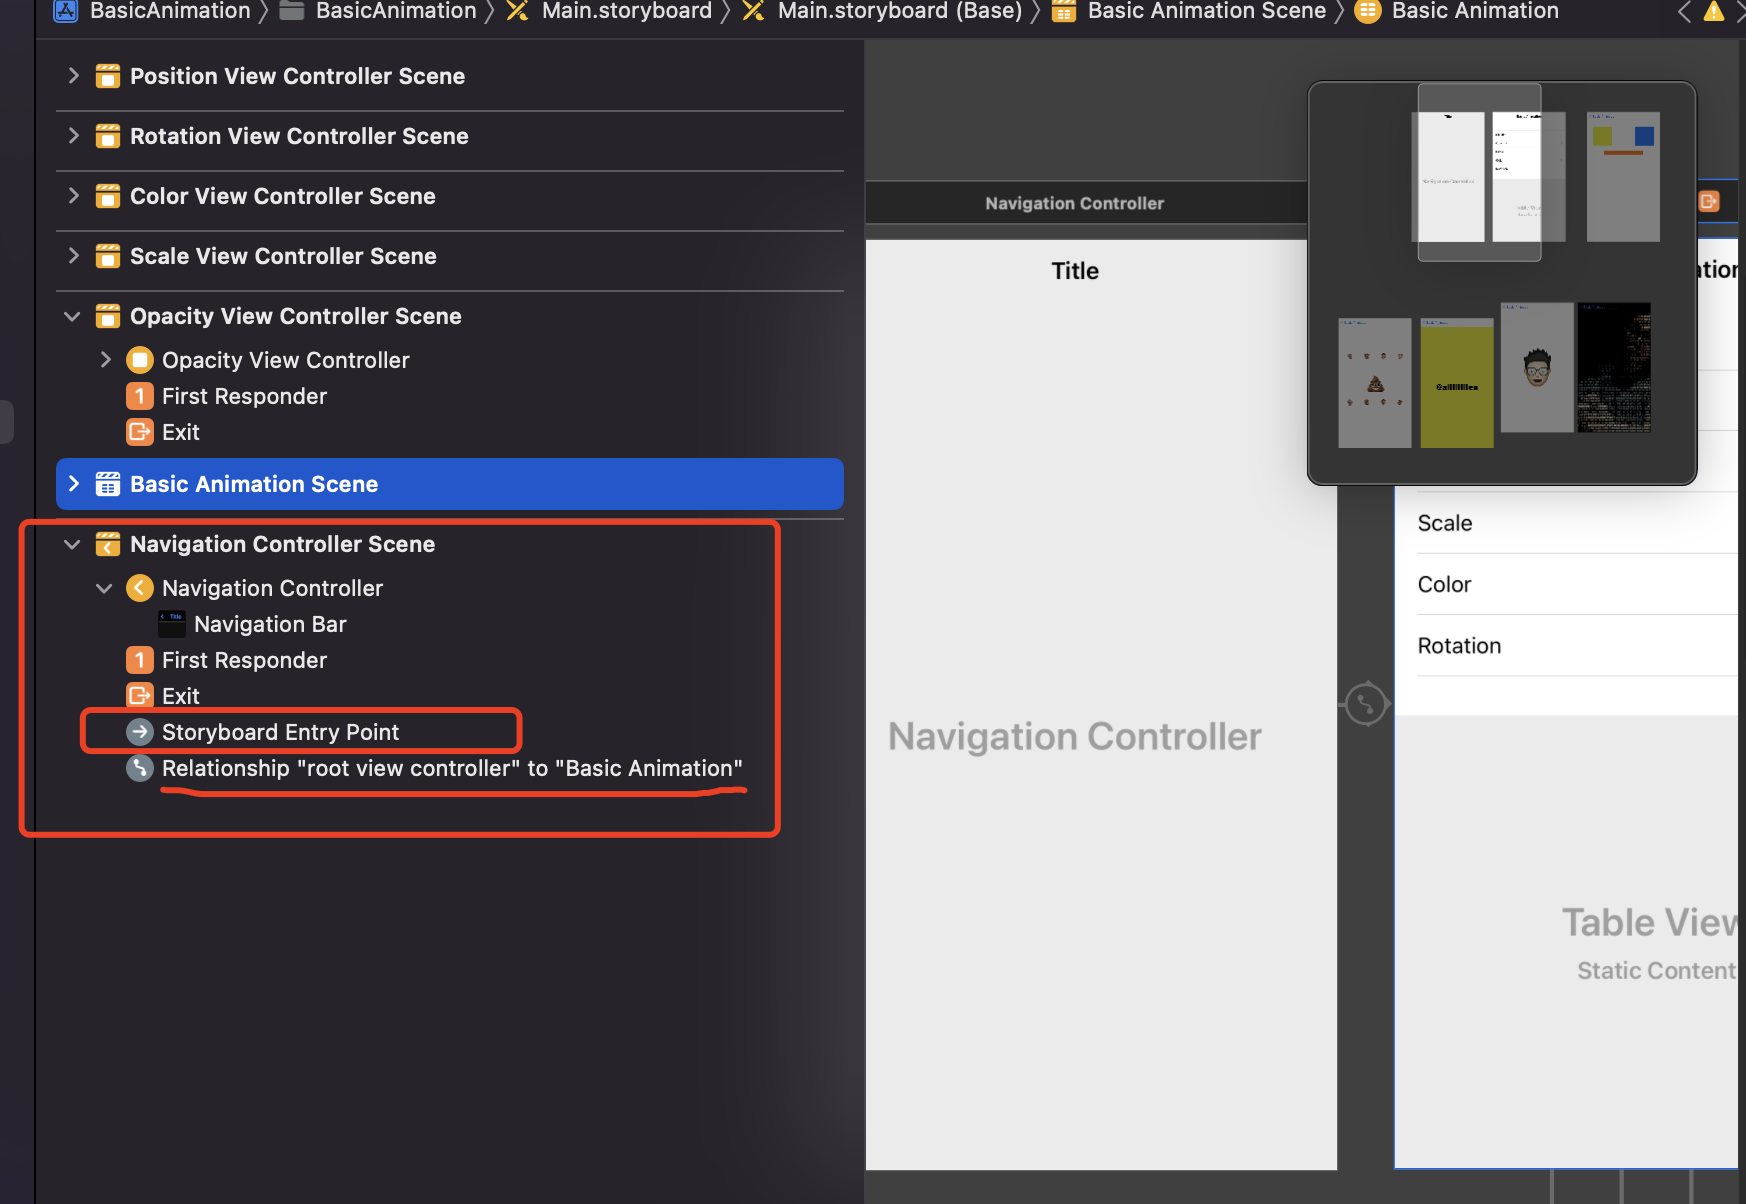 BasicAnimation
BasicAnimation
Main.storyboard
Main.storyboard (Base)
Basic Animation Scene
Basic Animation
Position View Controller Scene
Rotation View Controller Scene
Color View Controller Scene
Scale View Controller Scene
Opacity View Controller Scene
Opacity View Controller
1
First Responder
Exit
Basic Animation Scene
Navigation Controller Scene
Navigation Controller
Title
Navigation Bar
1
First Responder
Exit
Storyboard Entry Point
Relationship "root view controller" to "Basic Animation"
Navigation Controller
Title
Navigation Controller
Scale
Color
Rotation
Table View
Static Content